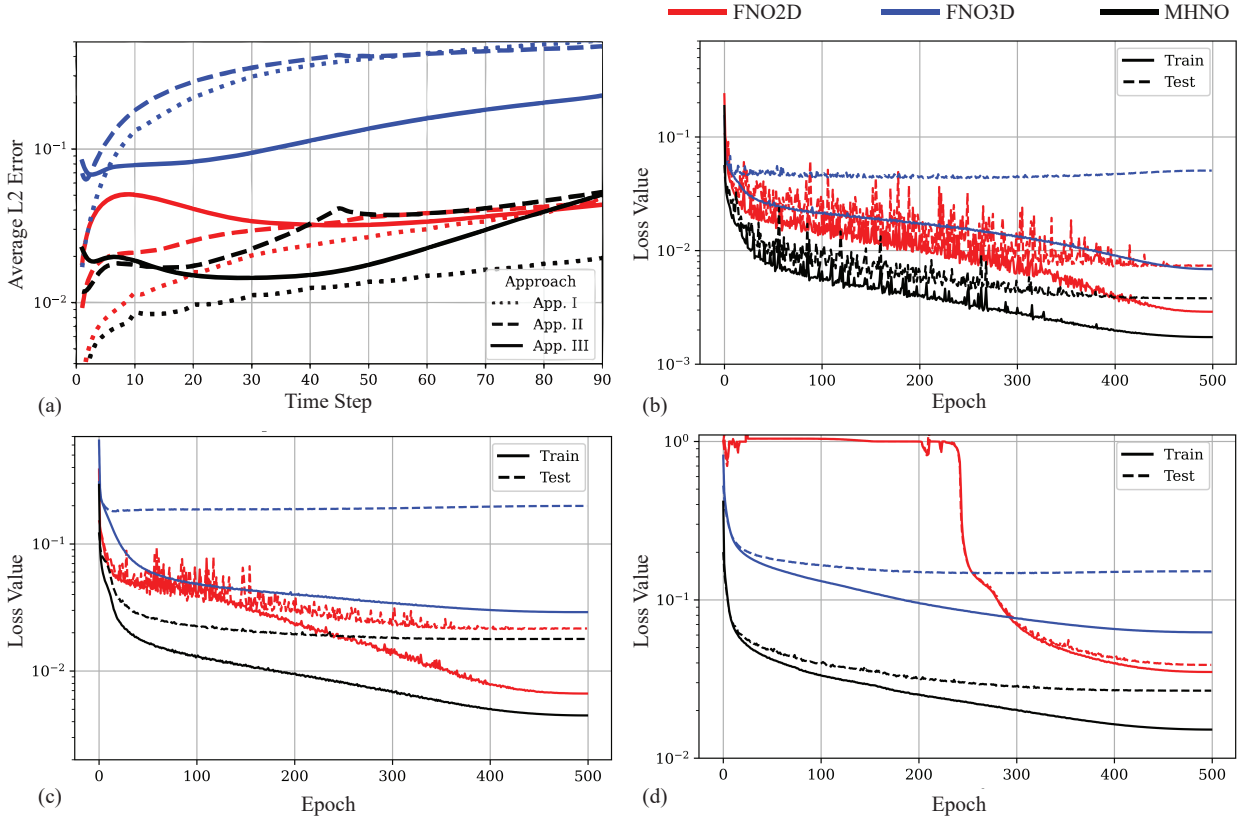 FNO2D FNO3D MHNO
Average L2 Error
10⁻¹
10⁻²
Approach
App. I
App. II
App. III
0 10 20 30 40 50 60 70 80 90
(a) Time Step
Loss Value
10⁻¹
10⁻²
10⁻³
Train
Test
0 100 200 300 400 500
(b) Epoch
Loss Value
10⁻¹
10⁻²
Train
Test
0 100 200 300 400 500
(c) Epoch
Loss Value
10⁰
10⁻¹
10⁻²
Train
Test
0 100 200 300 400 500
(d) Epoch